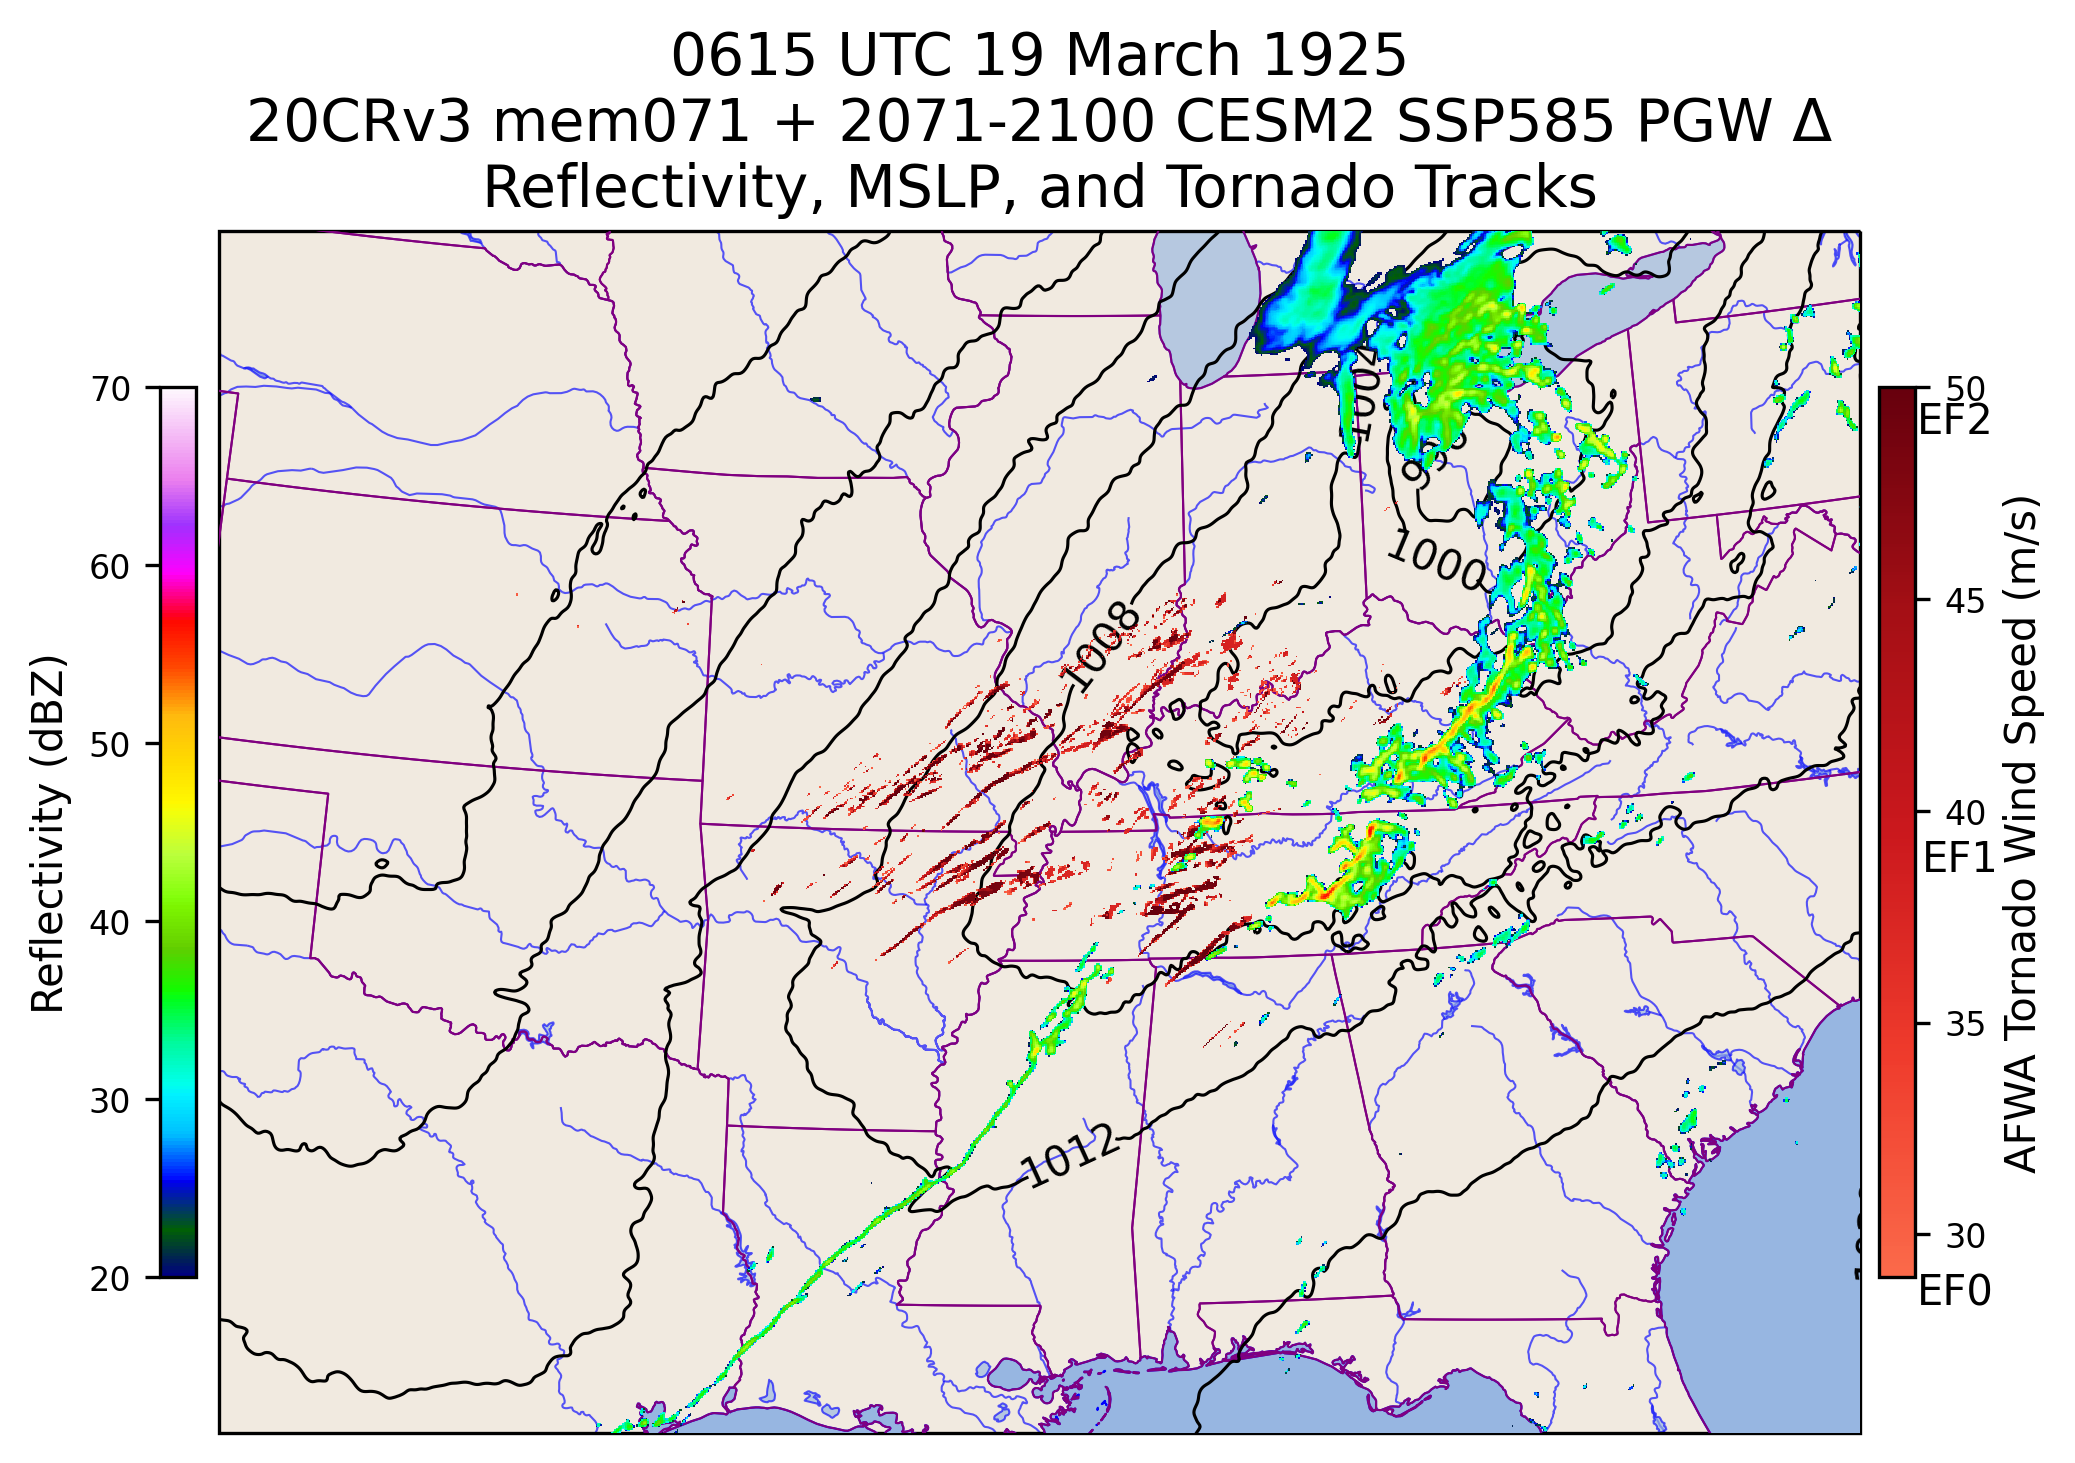 0615 UTC 19 March 1925
20CRv3 mem071 + 2071-2100 CESM2 SSP585 PGW Δ
Reflectivity, MSLP, and Tornado Tracks
Reflectivity (dBZ)
70
60
50
40
30
20
1004
1000
1008
1012
50
EF2
45
40
EF1
35
30
EF0
AFWA Tornado Wind Speed (m/s)